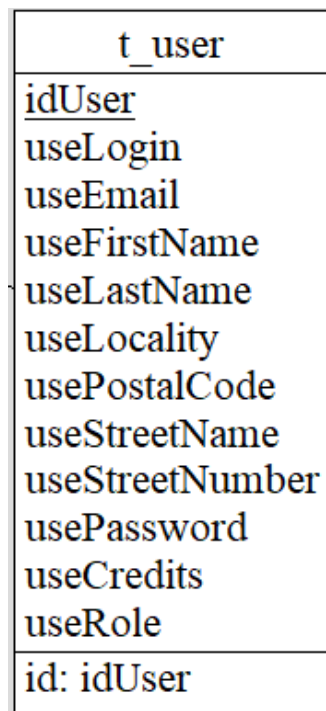 t_user
idUser
useLogin
useEmail
useFirstName
useLastName
useLocality
usePostalCode
useStreetName
useStreetNumber
usePassword
useCredits
useRole
id: idUser